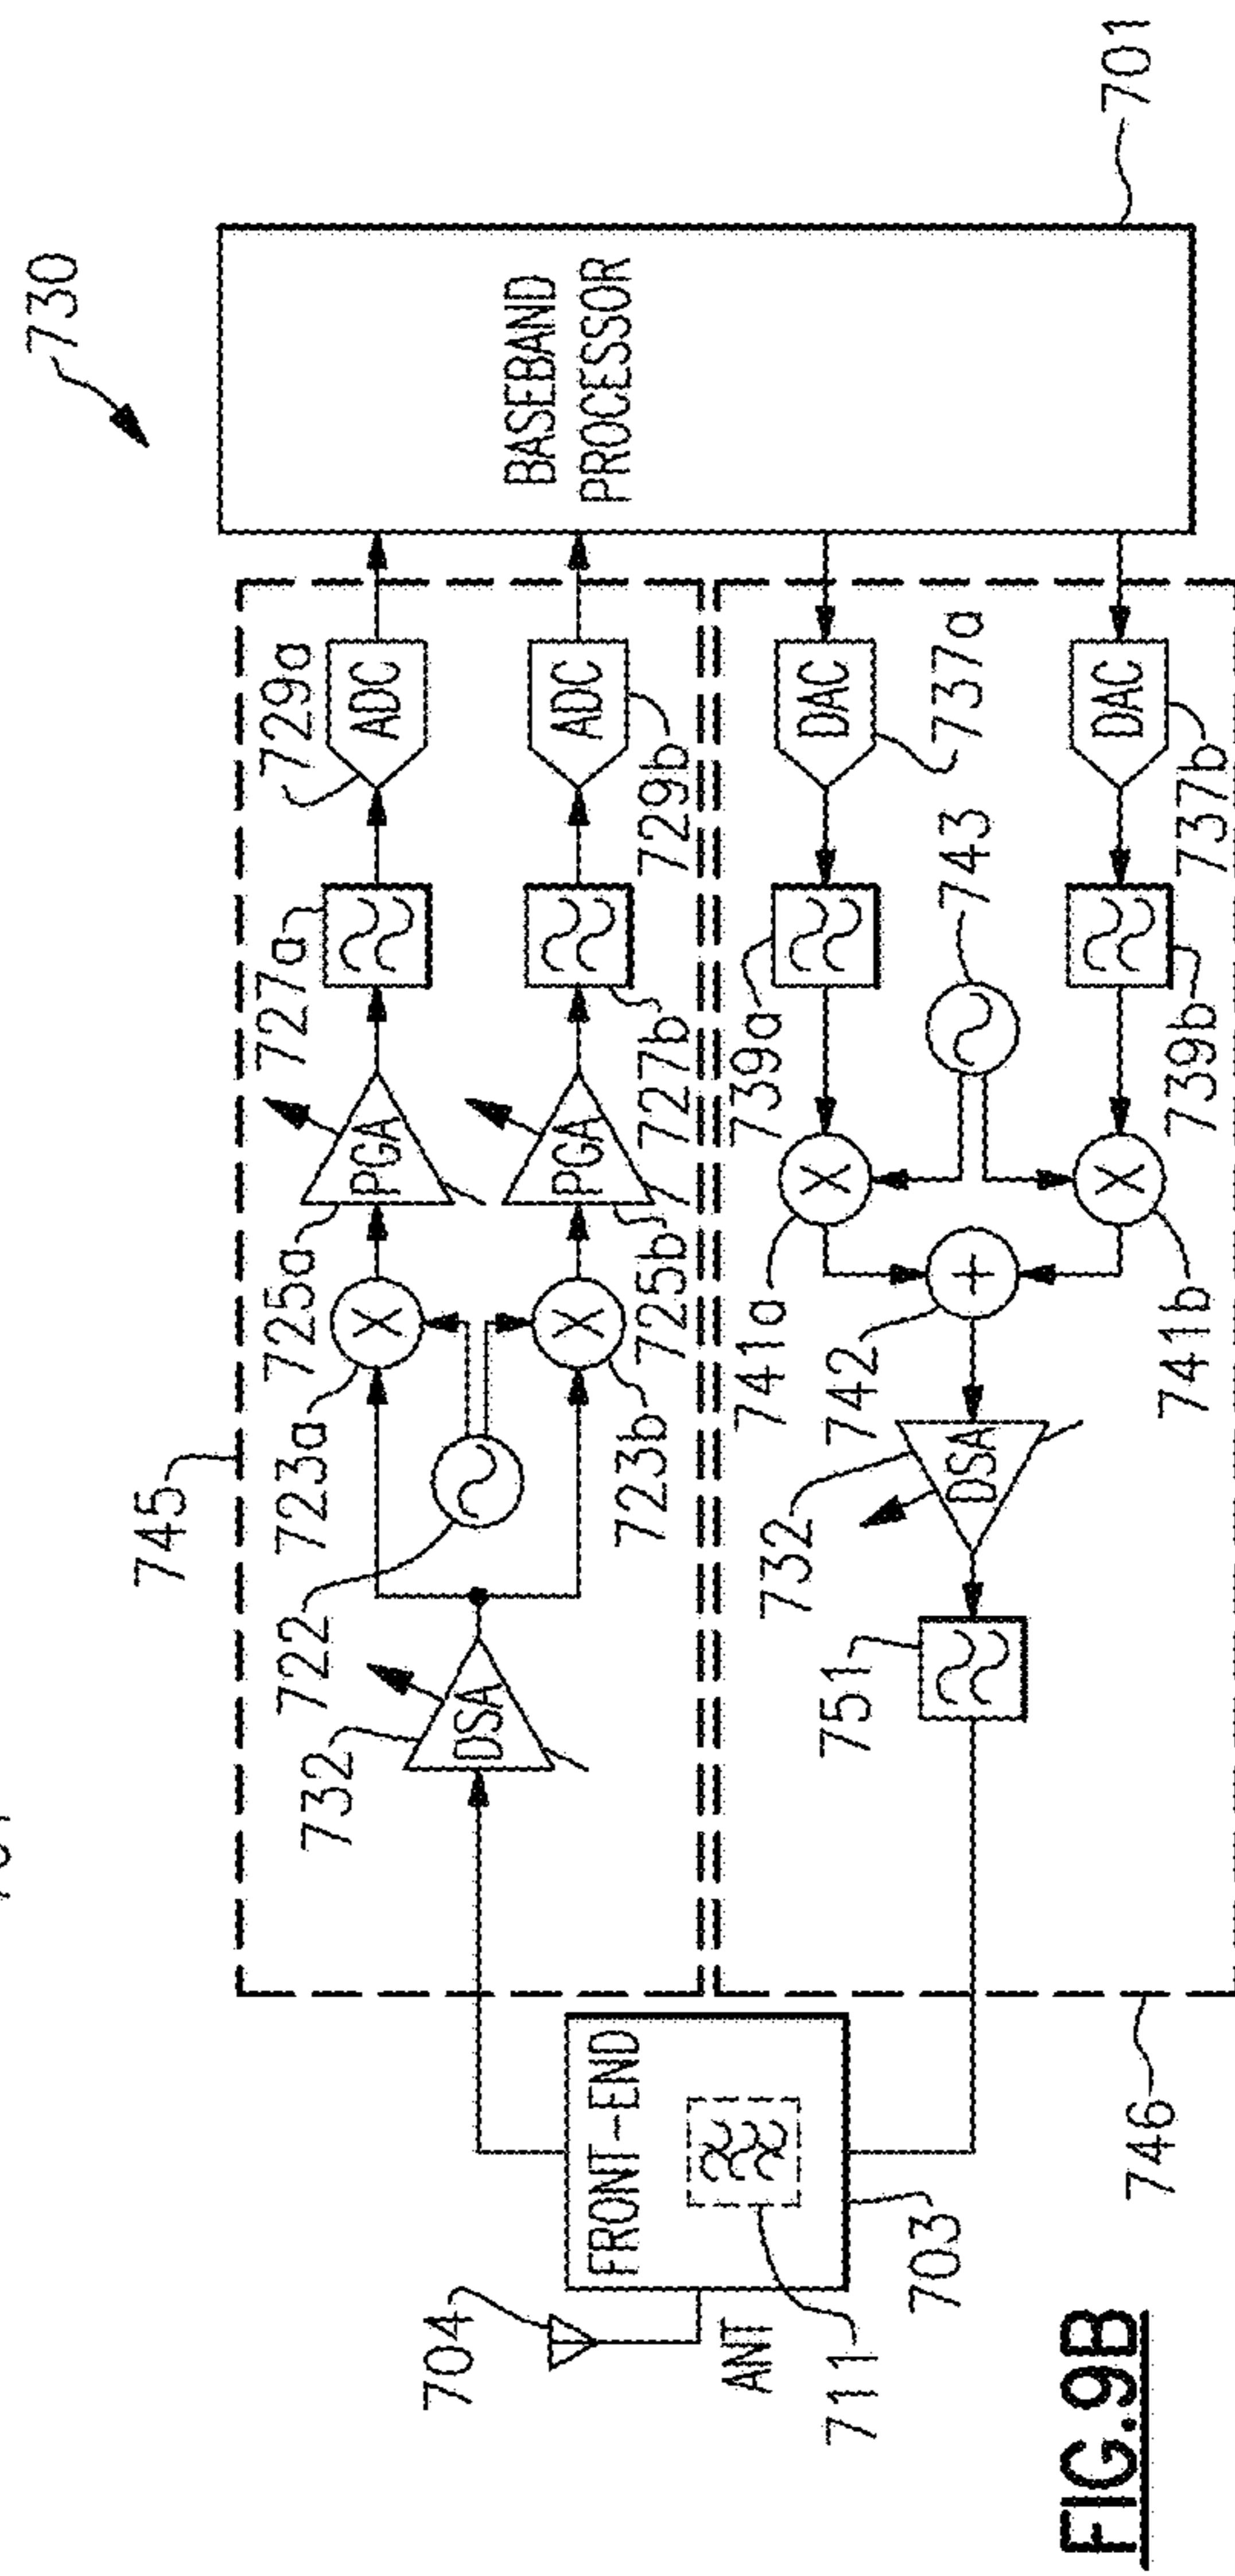 730
745
732
722
723a
725a
727a
729a
DSA
X
PGA
ADC
X
PGA
ADC
723b
725b
727b
729b
BASEBAND
PROCESSOR
701
704
ANT
FRONT-END
711
703
751
732
742
741a
739a
DSA
+
X
DAC
743
737a
X
DAC
741b
739b
737b
746
FIG.9B